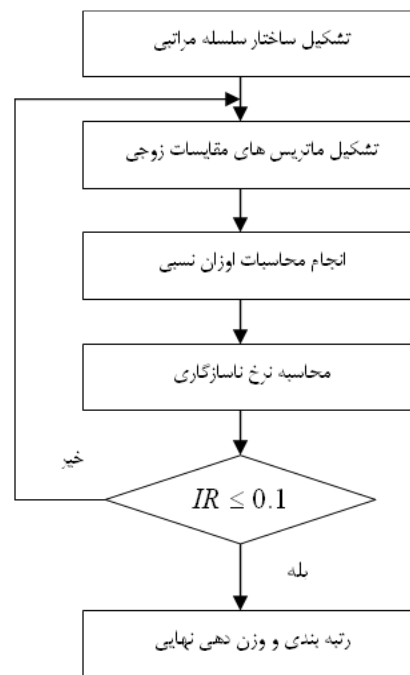 تشکیل ساختار سلسله مراتبی
تشکیل ماتریس های مقایسات زوجی
انجام محاسبات اوزان نسبی
محاسبه نرخ ناسازگاری
خیر
IR ≤ 0.1
بله
رتبه بندی و وزن دهی نهایی